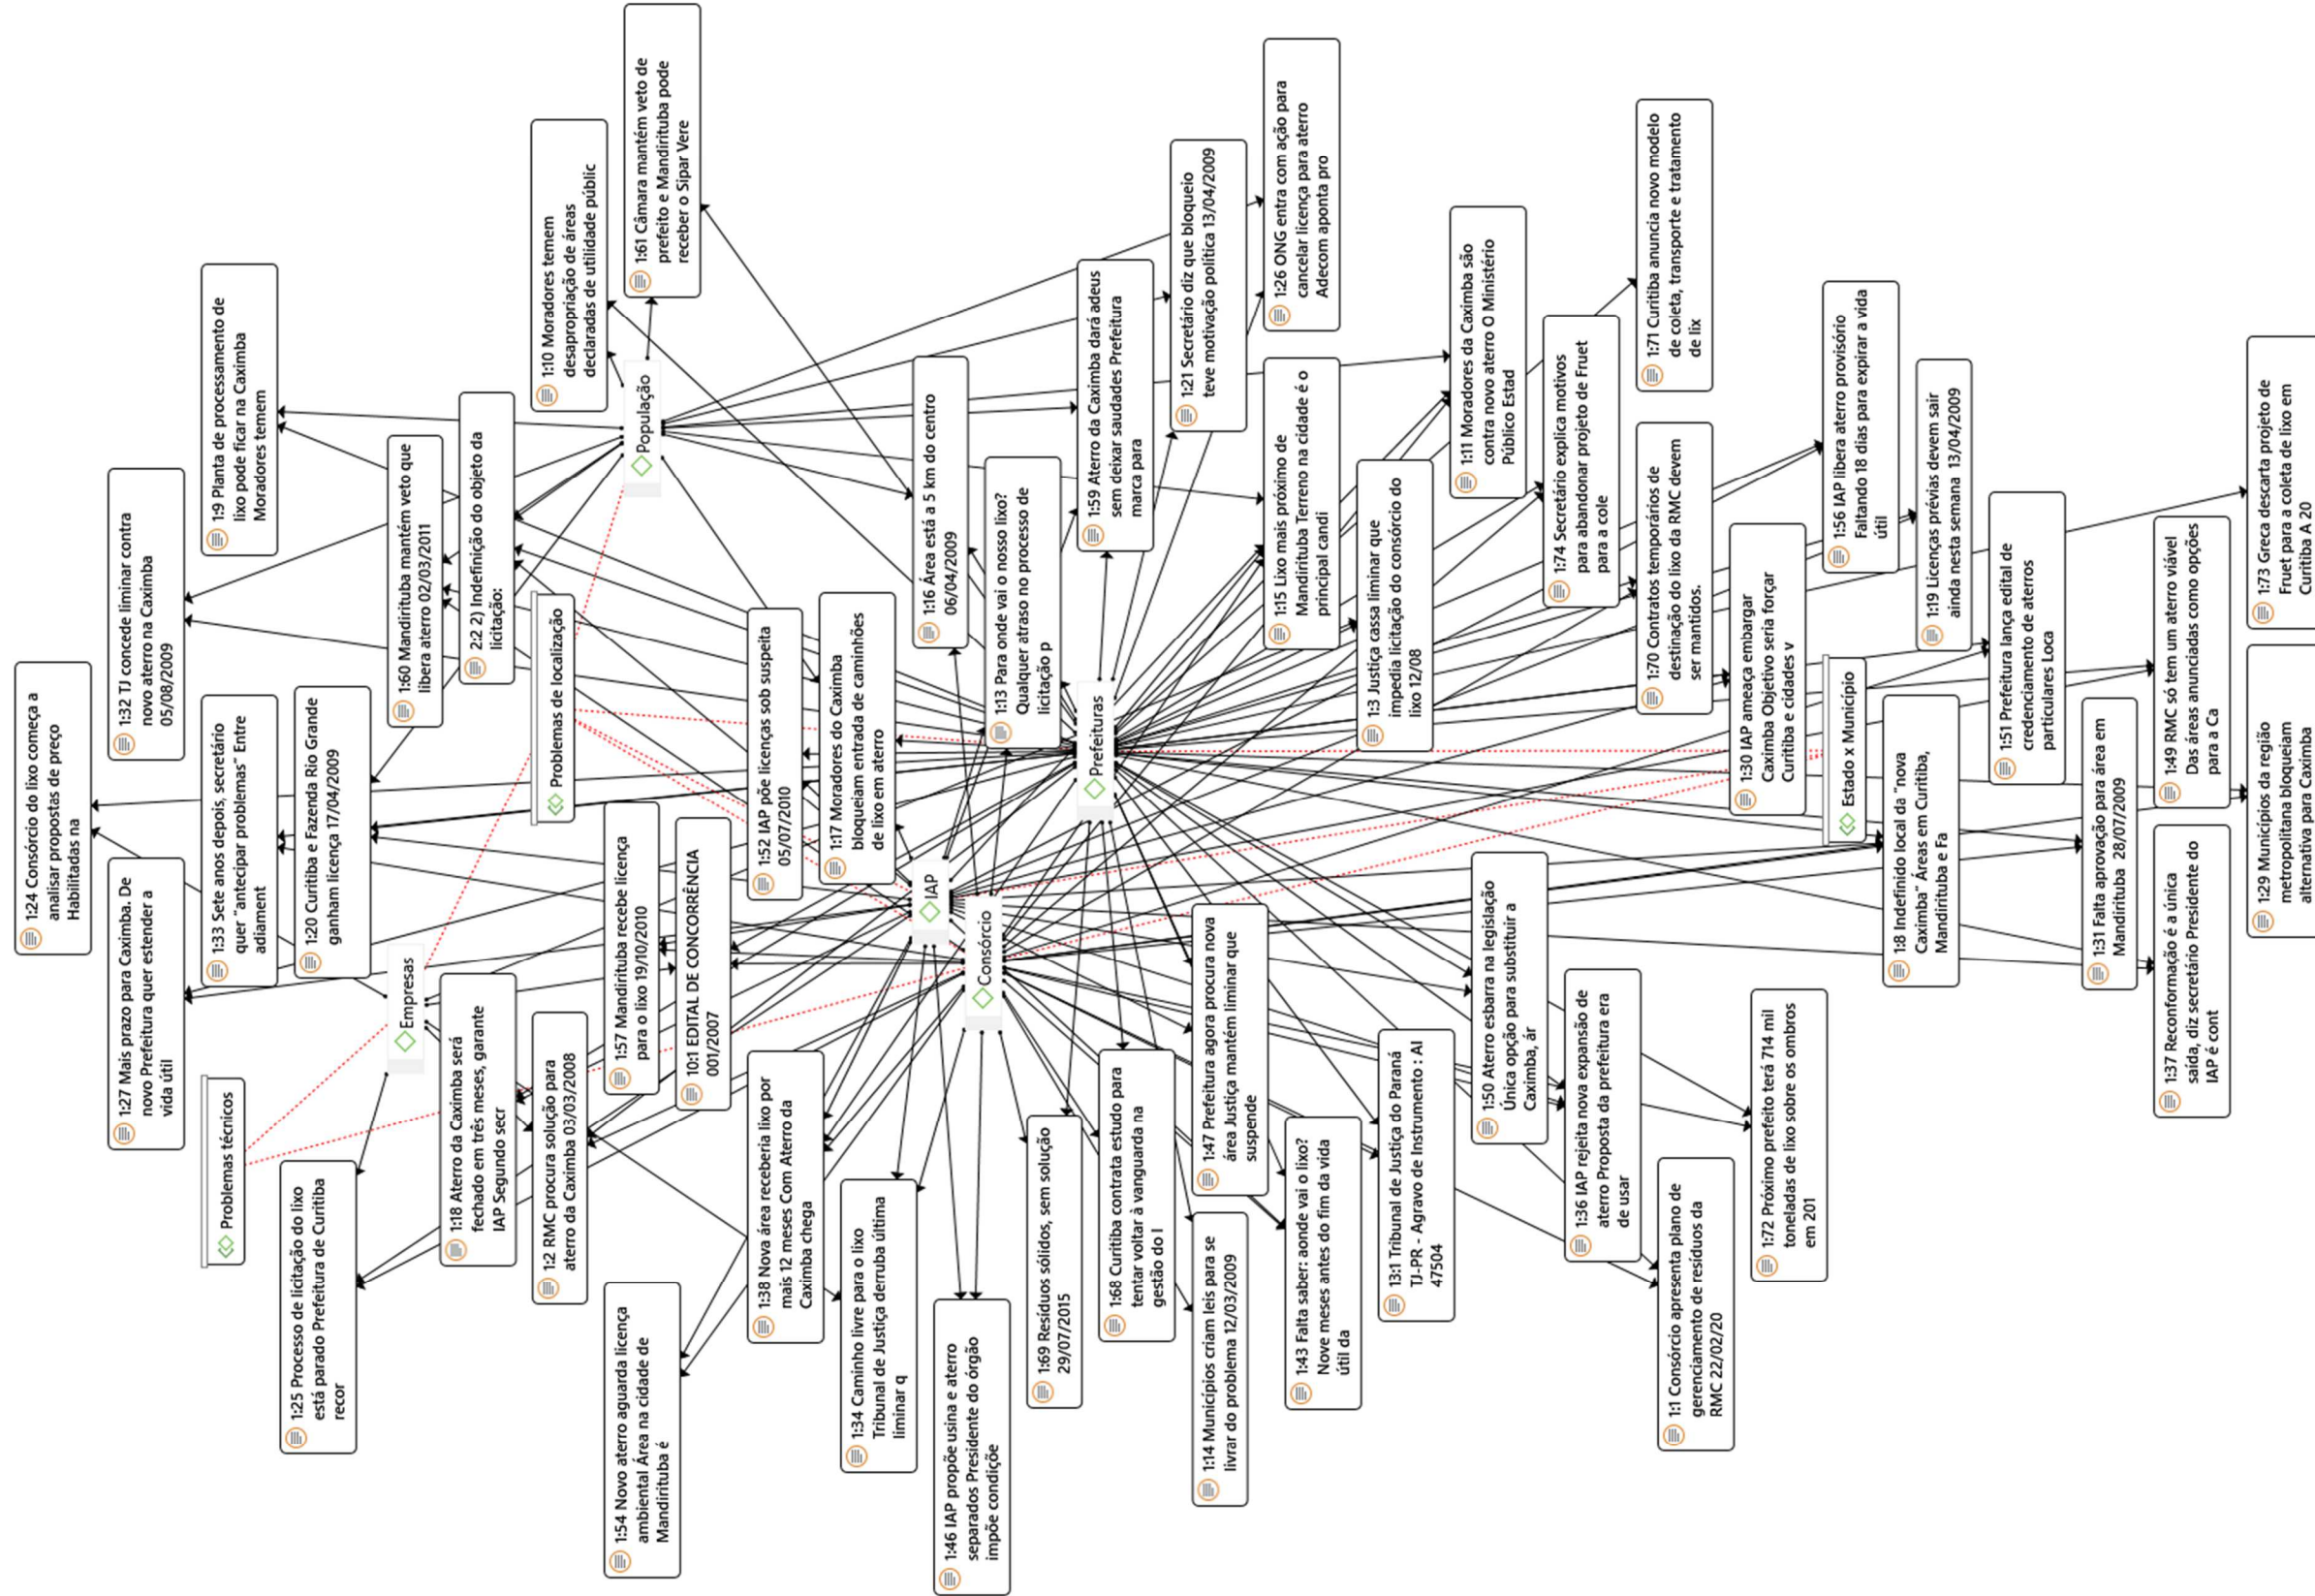 1:24 Consórcio do lixo começa a
analisar propostas de preço
Habilitadas na
1:27 Mais prazo para Caximba. De
novo Prefeitura quer estender a
vida útil
1:32 TJ concede liminar contra
novo aterro na Caximba
05/08/2009
Problemas técnicos
1:33 Sete anos depois, secretário
quer "antecipar problemas" Entre
adiament
1:9 Planta de processamento de
lixo pode ficar na Caximba
Moradores temem
1:25 Processo de licitação do lixo
está parado Prefeitura de Curitiba
recor
1:20 Curitiba e Fazenda Rio Grande
ganham licença 17/04/2009
Empresas
1:60 Mandirituba mantém veto que
libera aterro 02/03/2011
1:18 Aterro da Caximba será
fechado em três meses, garante
IAP Segundo secr
2:2 2) Indefinição do objeto da
licitação:
1:2 RMC procura solução para
aterro da Caximba 03/03/2008
Problemas de localização
1:10 Moradores temem
desapropriação de áreas
declaradas de utilidade públic
1:54 Novo aterro aguarda licença
ambiental Área na cidade de
Mandirituba é
1:57 Mandirituba recebe licença
para o lixo 19/10/2010
População
1:61 Câmara mantém veto de
prefeito e Mandirituba pode
receber o Sipar Vere
10:1 EDITAL DE CONCORRÊNCIA
001/2007
1:38 Nova área receberia lixo por
mais 12 meses Com Aterro da
Caximba chega
1:52 IAP põe licenças sob suspeita
05/07/2010
1:17 Moradores do Caximba
bloqueiam entrada de caminhões
de lixo em aterro
1:34 Caminho livre para o lixo
Tribunal de Justiça derruba última
liminar q
IAP
1:16 Área está a 5 km do centro
06/04/2009
1:46 IAP propõe usina e aterro
separados Presidente do órgão
impõe condiçõe
Consórcio
1:13 Para onde vai o nosso lixo?
Qualquer atraso no processo de
licitação p
1:69 Resíduos sólidos, sem solução
29/07/2015
Prefeituras
1:59 Aterro da Caximba dará adeus
sem deixar saudades Prefeitura
marca para
1:68 Curitiba contrata estudo para
tentar voltar à vanguarda na
gestão do l
1:21 Secretário diz que bloqueio
teve motivação política 13/04/2009
1:14 Municípios criam leis para se
livrar do problema 12/03/2009
1:47 Prefeitura agora procura nova
área Justiça mantém liminar que
suspende
1:15 Lixo mais próximo de
Mandirituba Terreno na cidade é o
principal candi
1:26 ONG entra com ação para
cancelar licença para aterro
Adecom aponta pro
1:43 Falta saber: aonde vai o lixo?
Nove meses antes do fim da vida
útil da
1:3 Justiça cassa liminar que
impedia licitação do consórcio do
lixo 12/08
13:1 Tribunal de Justiça do Paraná
TJ-PR - Agravo de Instrumento : AI
47504
1:11 Moradores da Caximba são
contra novo aterro O Ministério
Público Estad
1:50 Aterro esbarra na legislação
Única opção para substituir a
Caximba, ár
1:74 Secretário explica motivos
para abandonar projeto de Fruet
para a cole
1:36 IAP rejeita nova expansão de
aterro Proposta da prefeitura era
de usar
1:70 Contratos temporários de
destinação do lixo da RMC devem
ser mantidos.
1:71 Curitiba anuncia novo modelo
de coleta, transporte e tratamento
de lix
1:1 Consórcio apresenta plano de
gerenciamento de resíduos da
RMC 22/02/20
1:30 IAP ameaça embargar
Caximba Objetivo seria forçar
Curitiba e cidades v
1:72 Próximo prefeito terá 714 mil
toneladas de lixo sobre os ombros
em 201
Estado x Município
1:56 IAP libera aterro provisório
Faltando 18 dias para expirar a vida
útil
1:8 Indefinido local da "nova
Caximba" Áreas em Curitiba,
Mandirituba e Fa
1:19 Licenças prévias devem sair
ainda nesta semana 13/04/2009
1:51 Prefeitura lança edital de
credenciamento de aterros
particulares Loca
1:31 Falta aprovação para área em
Mandirituba 28/07/2009
1:37 Reconformação é a única
saída, diz secretário Presidente do
IAP é cont
1:49 RMC só tem um aterro viável
Das áreas anunciadas como opções
para a Ca
1:29 Municípios da região
metropolitana bloqueiam
alternativa para Caximba
1:73 Greca descarta projeto de
Fruet para a coleta de lixo em
Curitiba A 20